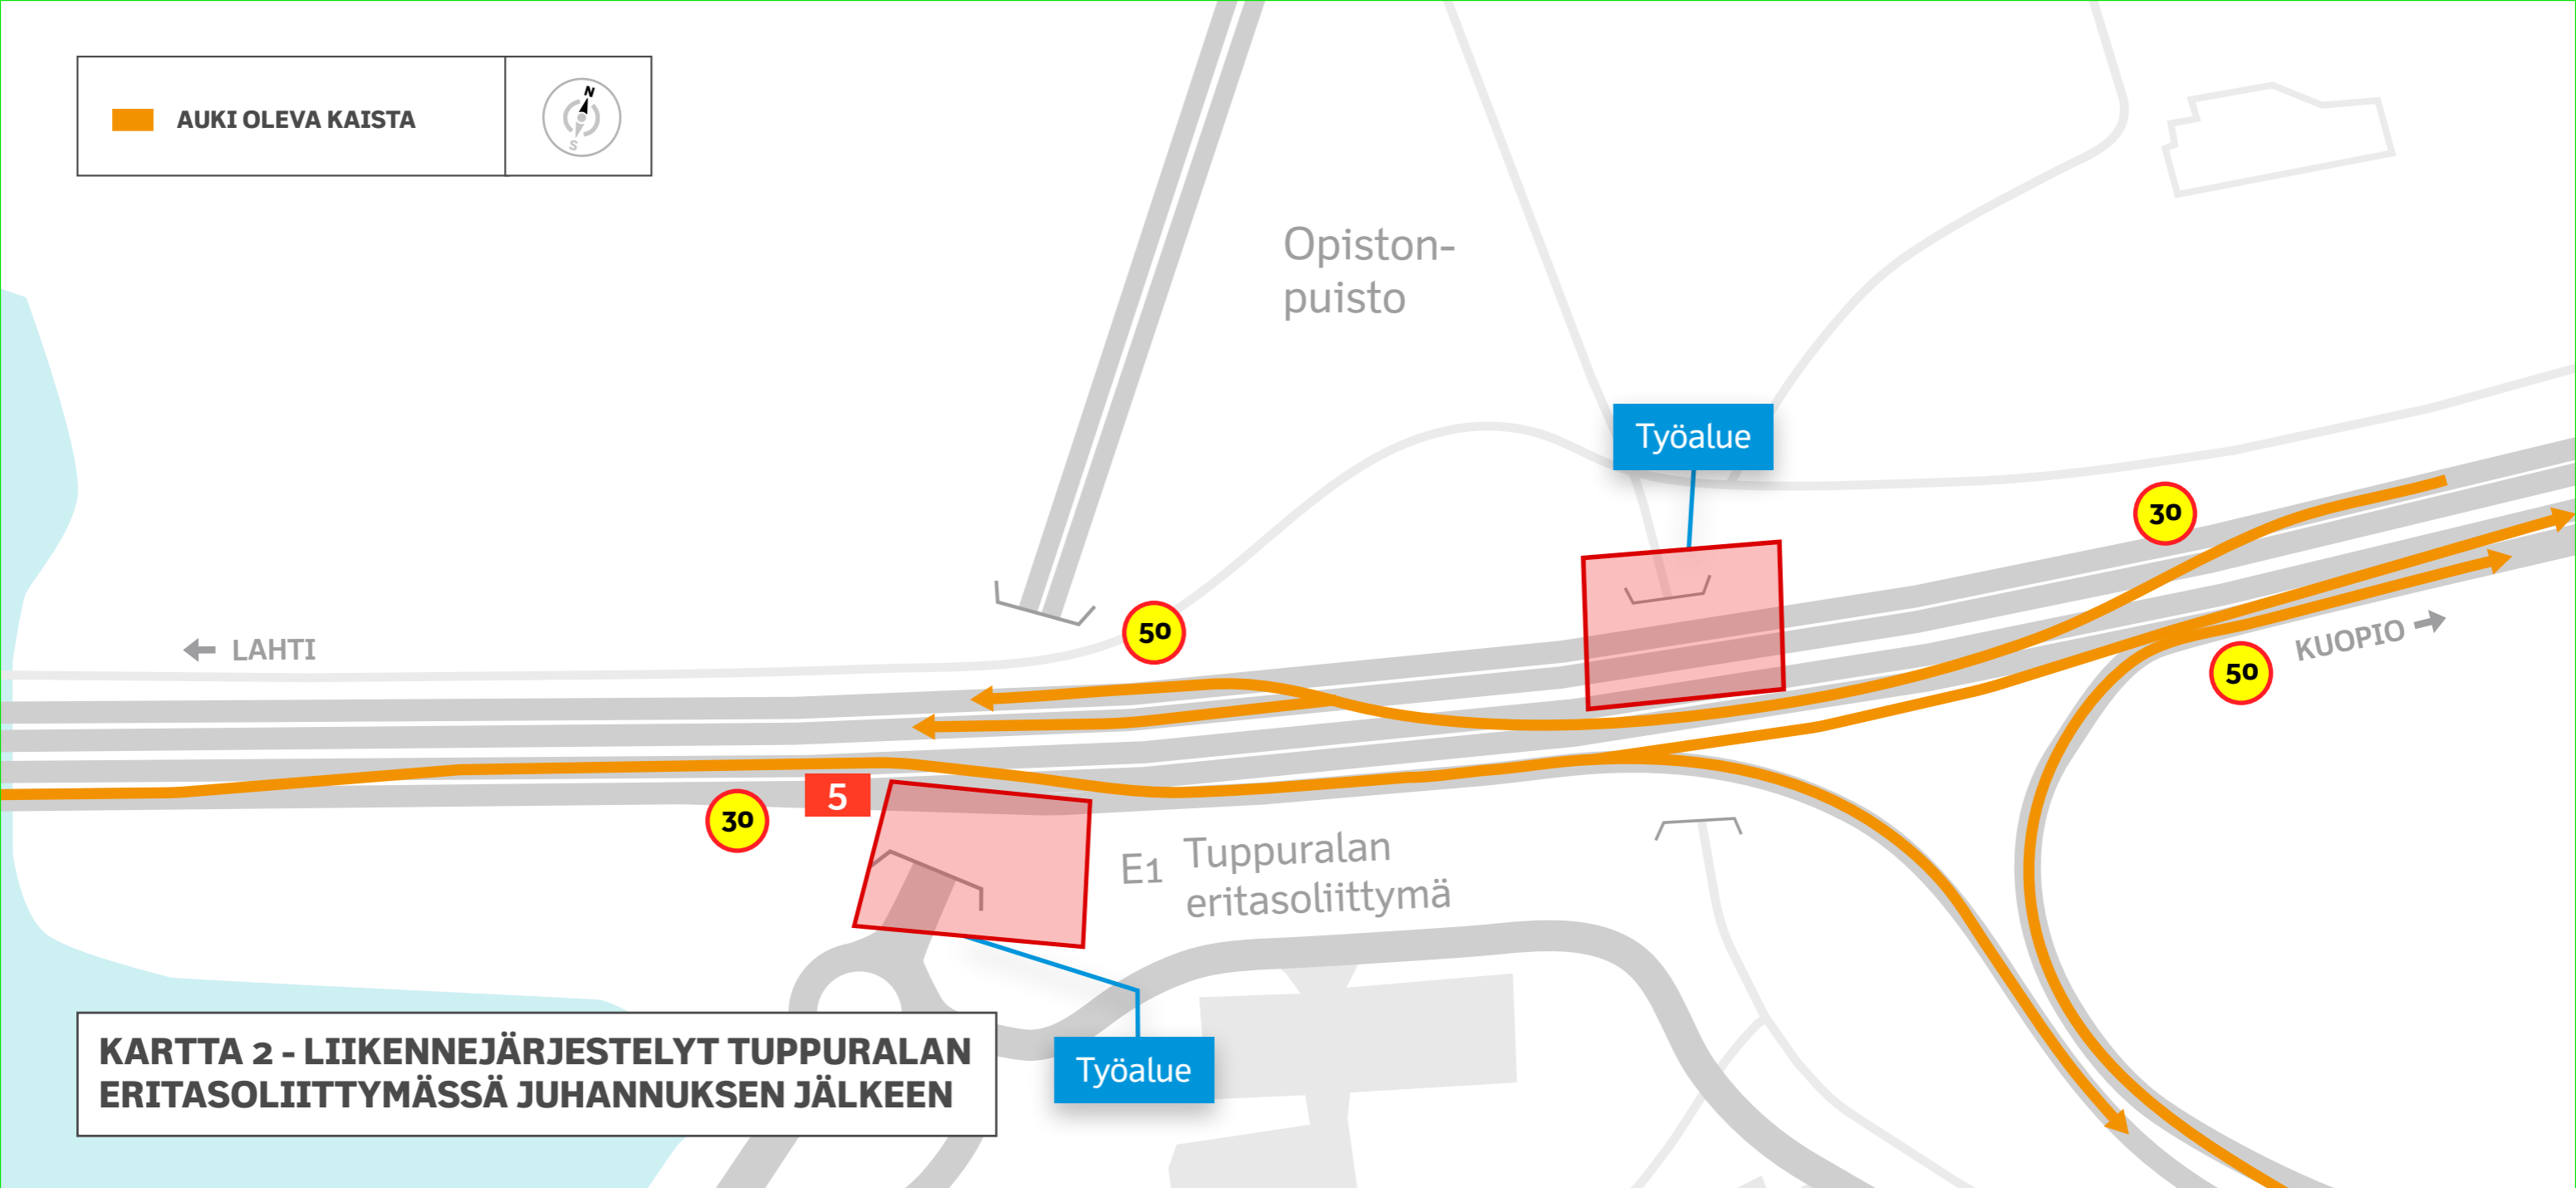 AUKI OLEVA KAISTA
N
S
Opiston-
puisto
Työalue
30
50
LAHTI
KUOPIO
50
5
30
E1
Tuppuralan
eritasoliittymä
KARTTA 2 - LIIKENNEJÄRJESTELYT TUPPURALAN
ERITASOLIITTYMÄSSÄ JUHANNUKSEN JÄLKEEN
Työalue